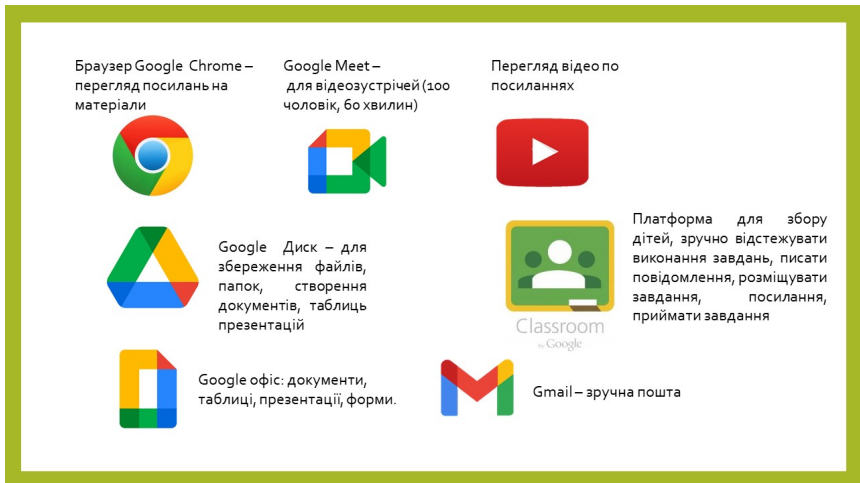 Браузер Google Chrome –
перегляд посилань на
матеріали
Google Meet –
для відеозустрічей (100
чоловік, 60 хвилин)
Перегляд відео по
посиланнях
Google Диск – для
збереження файлів,
папок, створення
документів, таблиць
презентацій
Classroom
by Google
Платформа для збору
дітей, зручно відстежувати
виконання завдань, писати
повідомлення, розміщувати
завдання, посилання,
приймати завдання
Google офіс: документи,
таблиці, презентації, форми.
Gmail – зручна пошта